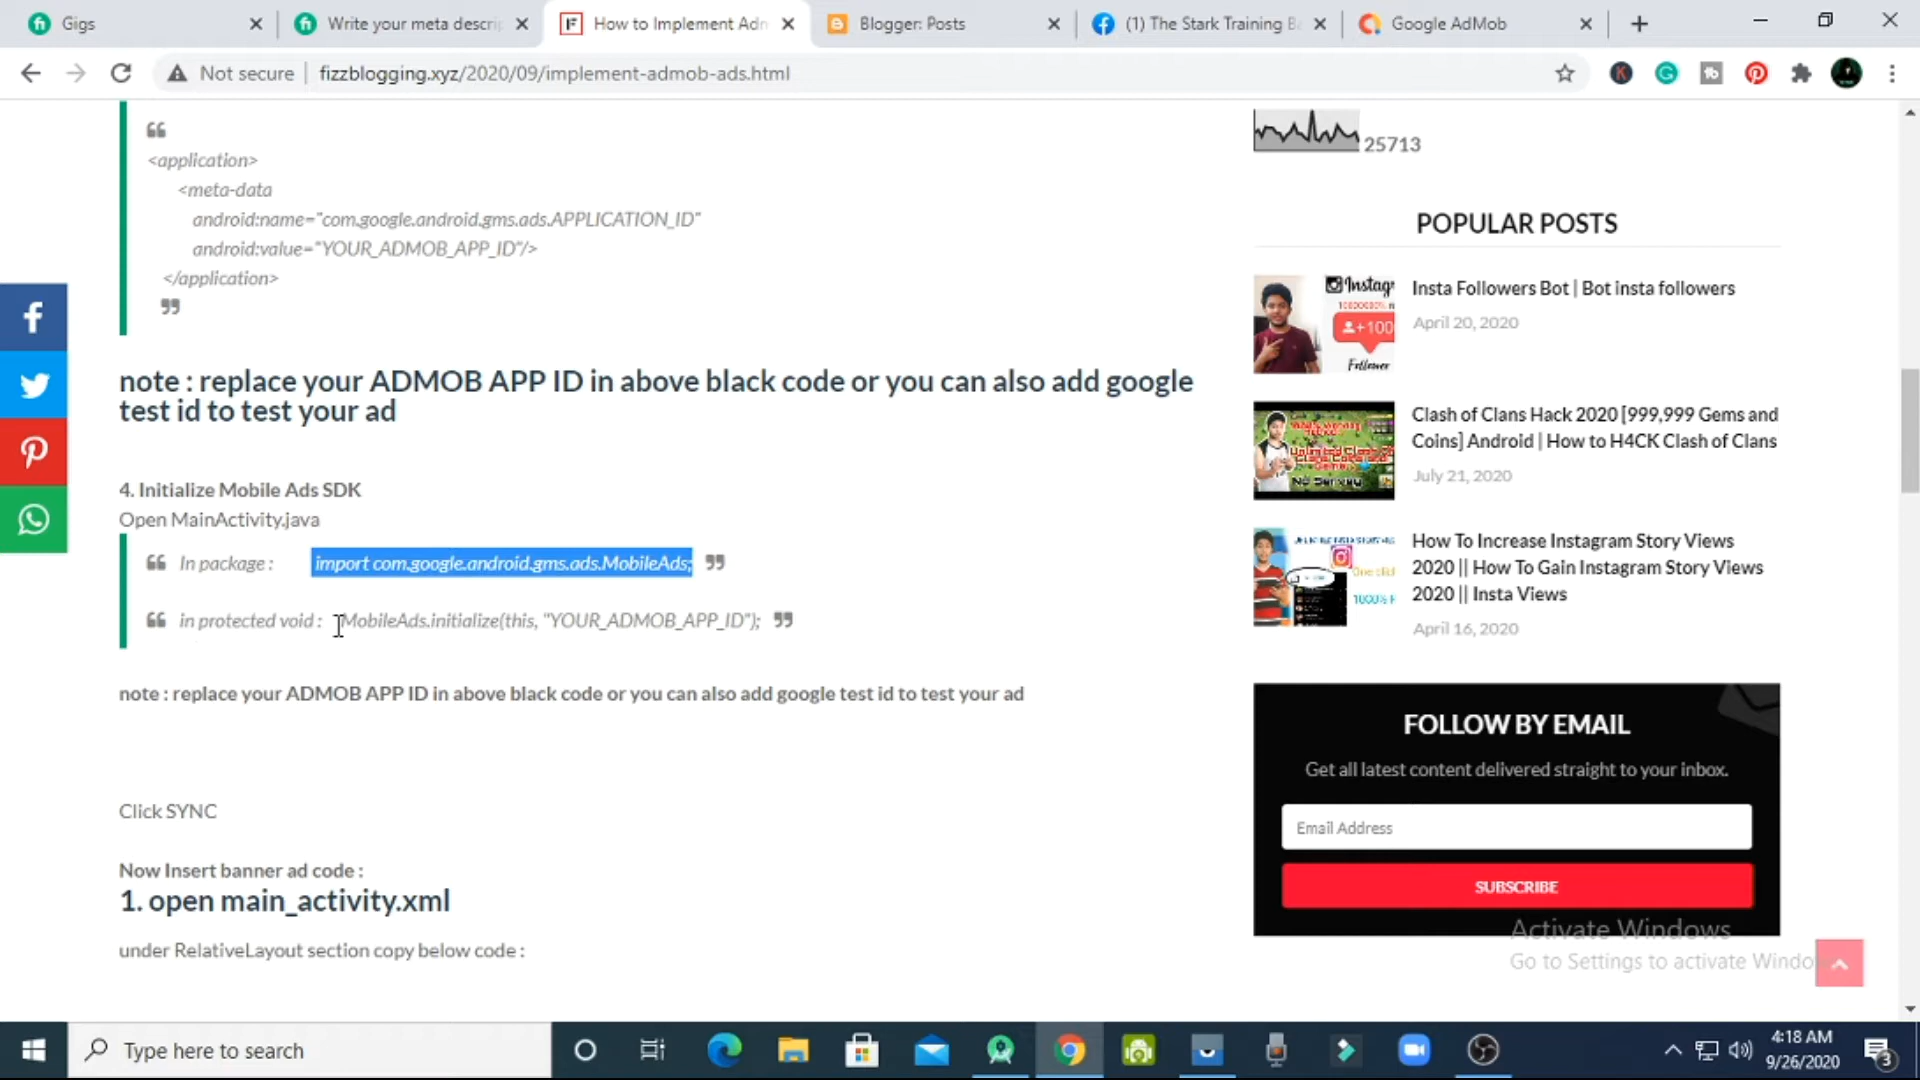 Gigs
Write your meta descrip
How to Implement Adm
Blogger: Posts
(1) The Stark Training B
Google AdMob
Not secure
fizzblogging.xyz/2020/09/implement-admob-ads.html
<application>
<meta-data
android:name="com.google.android.gms.ads.APPLICATION_ID"
android:value="YOUR_ADMOB_APP_ID"/>
</application>
note : replace your ADMOB APP ID in above black code or you can also add google
test id to test your ad
4. Initialize Mobile Ads SDK
Open MainActivity.java
In package : import com.google.android.gms.ads.MobileAds;
in protected void : MobileAds.initialize(this, "YOUR_ADMOB_APP_ID");
note : replace your ADMOB APP ID in above black code or you can also add google test id to test your ad
Click SYNC
Now Insert banner ad code :
1. open main_activity.xml
under RelativeLayout section copy below code :
25713
POPULAR POSTS
Insta Followers Bot | Bot insta followers
April 20, 2020
Clash of Clans Hack 2020 [999,999 Gems and
Coins] Android | How to H4CK Clash of Clans
July 21, 2020
How To Increase Instagram Story Views
2020 || How To Gain Instagram Story Views
2020 || Insta Views
April 16, 2020
FOLLOW BY EMAIL
Get all latest content delivered straight to your inbox.
Email Address
SUBSCRIBE
Activate Windows
Go to Settings to activate Windo
Type here to search
4:18 AM
9/26/2020
3